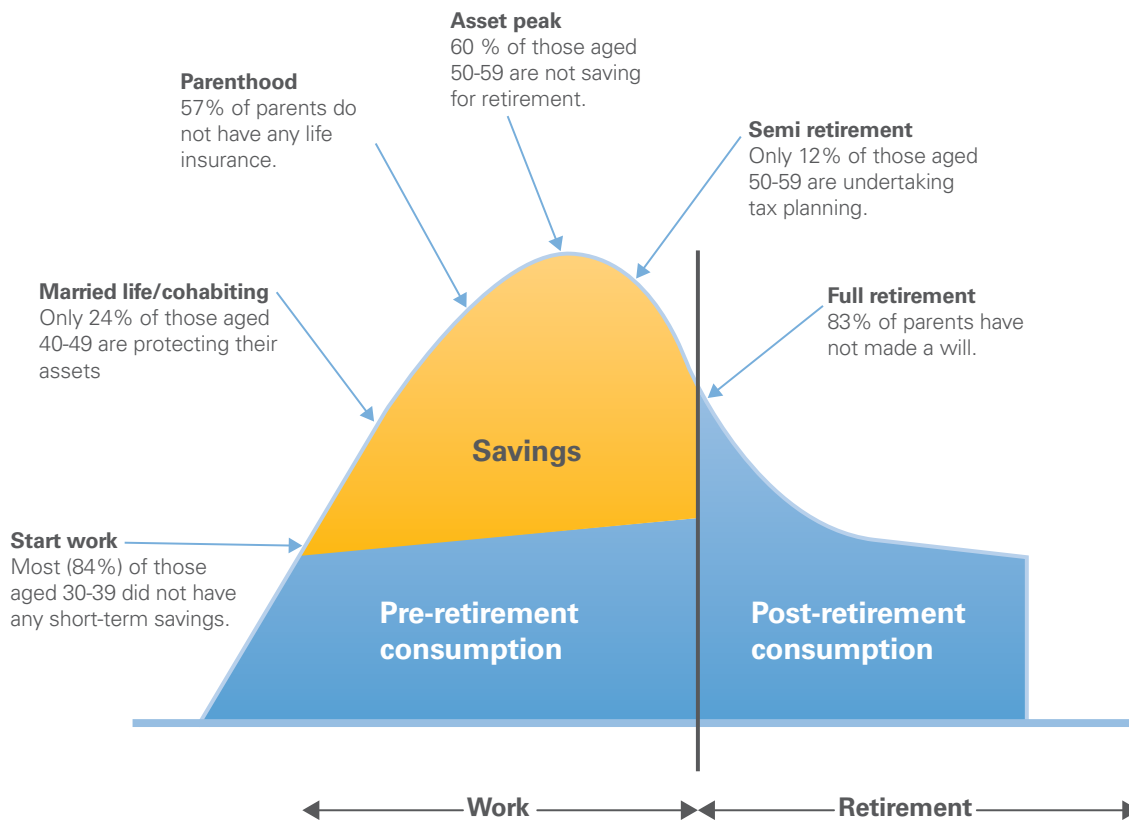 Asset peak
60 % of those aged
50-59 are not saving
for retirement.
Parenthood
57% of parents do
not have any life
insurance.
Semi retirement
Only 12% of those aged
50-59 are undertaking
tax planning.
Married life/cohabiting
Only 24% of those aged
40-49 are protecting their
assets
Full retirement
83% of parents have
not made a will.
Savings
Start work
Most (84%) of those
aged 30-39 did not have
any short-term savings.
Pre-retirement
consumption
Post-retirement
consumption
Work
Retirement